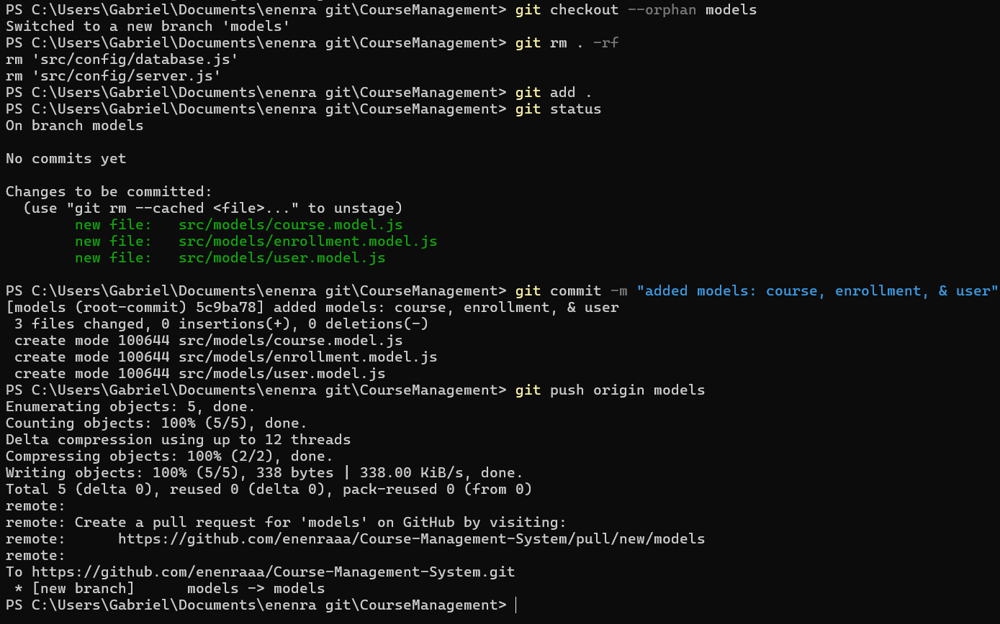 PS C:\Users\Gabriel\Documents\enenra git\CourseManagement> git checkout --orphan models
Switched to a new branch 'models'
PS C:\Users\Gabriel\Documents\enenra git\CourseManagement> git rm . -rf
rm 'src/config/database.js'
rm 'src/config/server.js'
PS C:\Users\Gabriel\Documents\enenra git\CourseManagement> git add .
PS C:\Users\Gabriel\Documents\enenra git\CourseManagement> git status
On branch models

No commits yet

Changes to be committed:
  (use "git rm --cached <file>..." to unstage)
        new file:   src/models/course.model.js
        new file:   src/models/enrollment.model.js
        new file:   src/models/user.model.js

PS C:\Users\Gabriel\Documents\enenra git\CourseManagement> git commit -m "added models: course, enrollment, & user"
[models (root-commit) 5c9ba78] added models: course, enrollment, & user
 3 files changed, 0 insertions(+), 0 deletions(-)
 create mode 100644 src/models/course.model.js
 create mode 100644 src/models/enrollment.model.js
 create mode 100644 src/models/user.model.js
PS C:\Users\Gabriel\Documents\enenra git\CourseManagement> git push origin models
Enumerating objects: 5, done.
Counting objects: 100% (5/5), done.
Delta compression using up to 12 threads
Compressing objects: 100% (2/2), done.
Writing objects: 100% (5/5), 338 bytes | 338.00 KiB/s, done.
Total 5 (delta 0), reused 0 (delta 0), pack-reused 0 (from 0)
remote:
remote: Create a pull request for 'models' on GitHub by visiting:
remote:      https://github.com/enenraaa/Course-Management-System/pull/new/models
remote:
To https://github.com/enenraaa/Course-Management-System.git
 * [new branch]      models -> models
PS C:\Users\Gabriel\Documents\enenra git\CourseManagement>